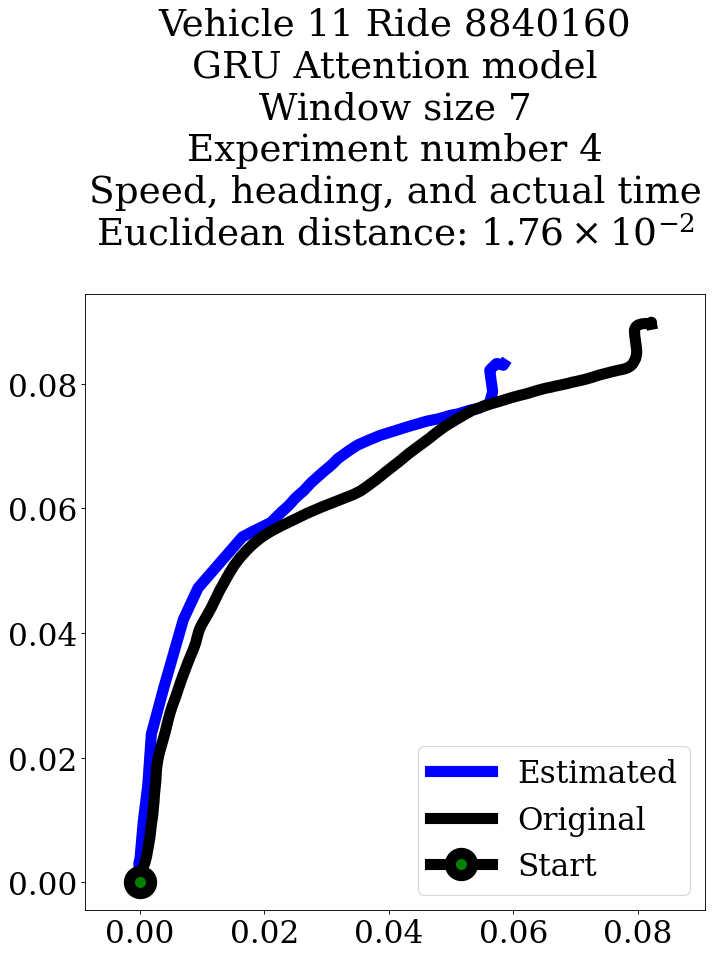 Vehicle 11 Ride 8840160
GRU Attention model
Window size 7
Experiment number 4
Speed, heading, and actual time
Euclidean distance: 1.76 × 10⁻²
0.08
0.06
0.04
0.02
0.00
Estimated
Original
Start
0.00 0.02 0.04 0.06 0.08